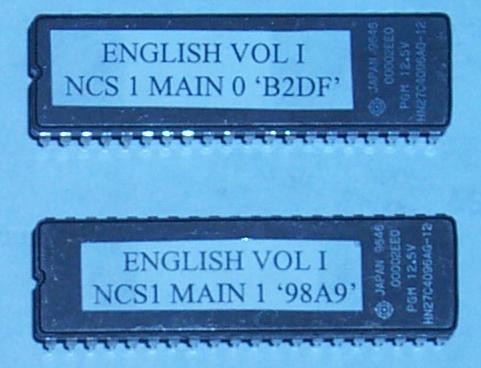 ENGLISH VOL I
NCS 1 MAIN 0 ‘B2DF’
JAPAN 9646
00002EE0
PGM 12.5V
HN27C4096AG-12
ENGLISH VOL I
NCS1 MAIN 1 ‘98A9’
JAPAN 9646
00002EE0
PGM 12.5V
HN27C4096AG-12